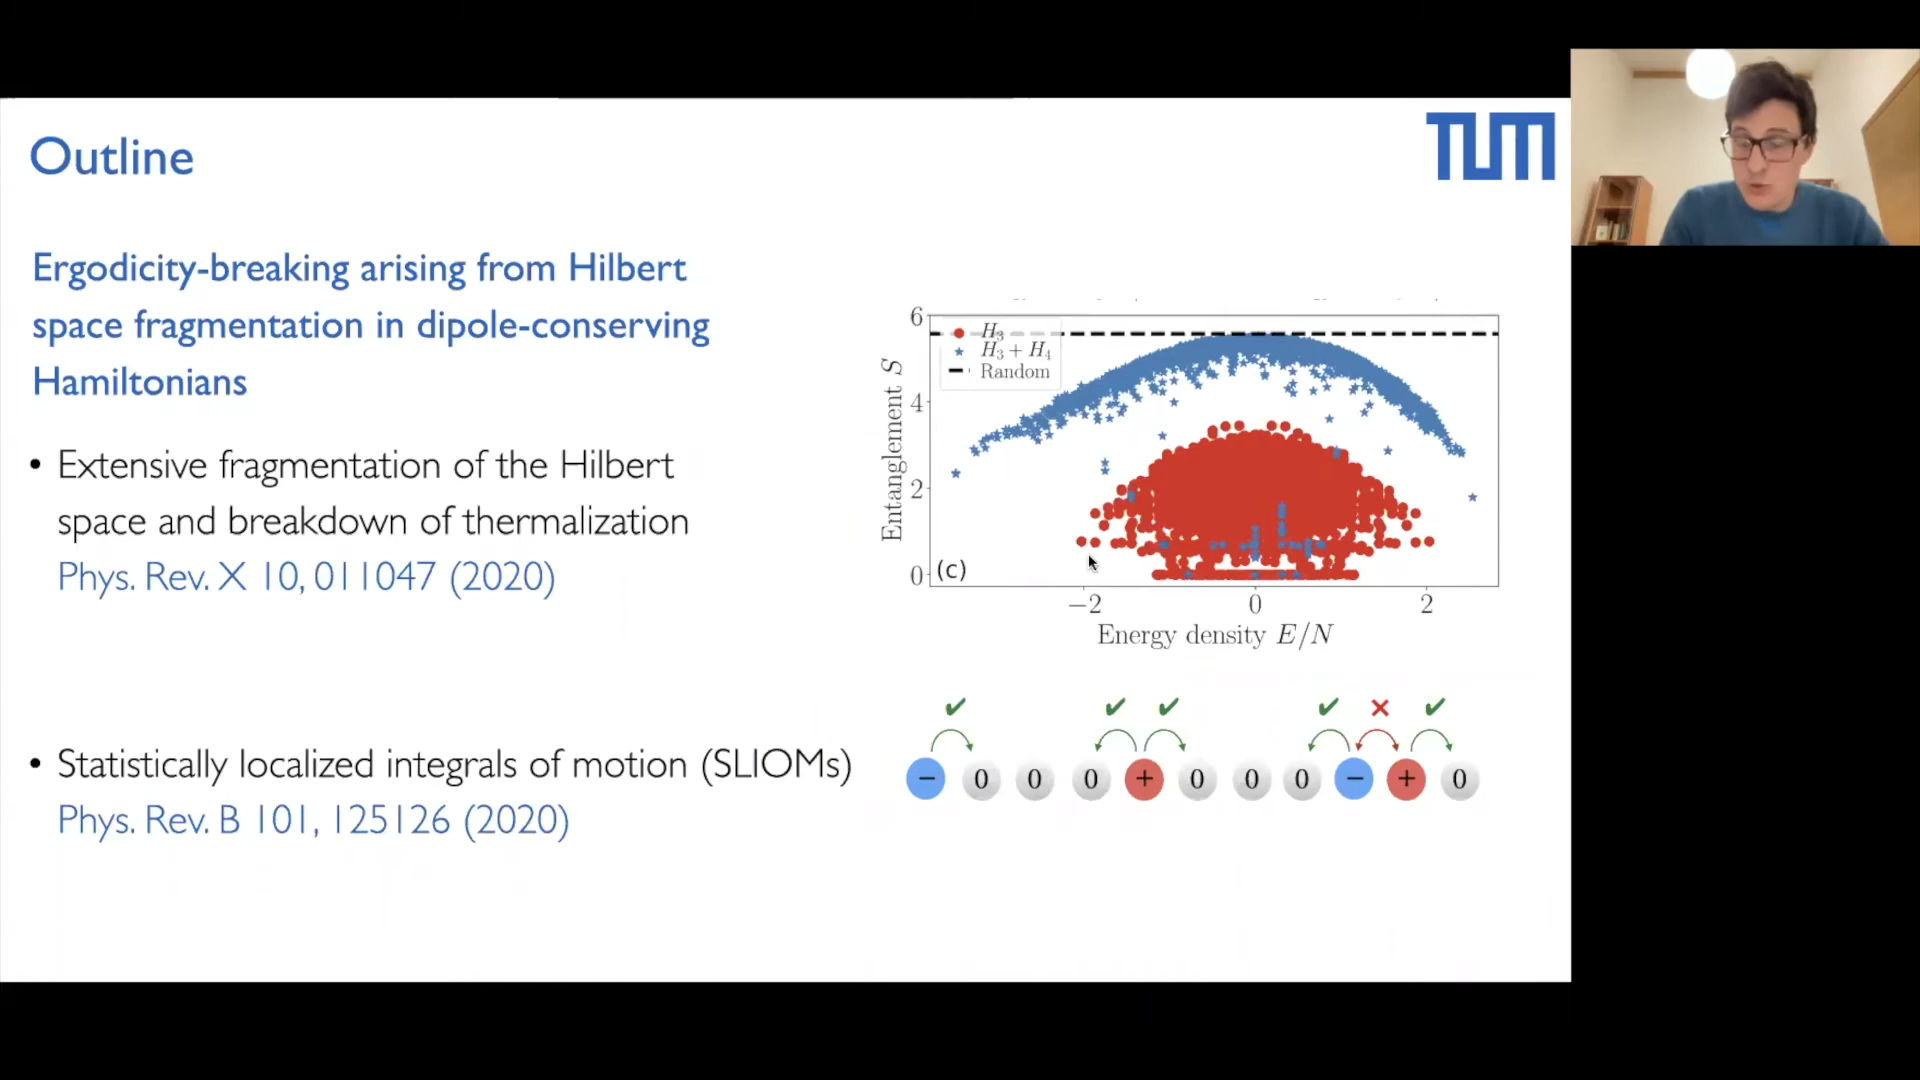 Outline
TUM
Ergodicity-breaking arising from Hilbert
space fragmentation in dipole-conserving
Hamiltonians
• Extensive fragmentation of the Hilbert
space and breakdown of thermalization
Phys. Rev. X 10, 011047 (2020)
• Statistically localized integrals of motion (SLIOMs)
Phys. Rev. B 101, 125126 (2020)
6
4
2
0
Entanglement S
H₃
H₃ + H₄
Random
(c)
−2 0 2
Energy density E/N
✔ ✔ ✔ ✔ ✕ ✔
− 0 0 0 + 0 0 0 − + 0